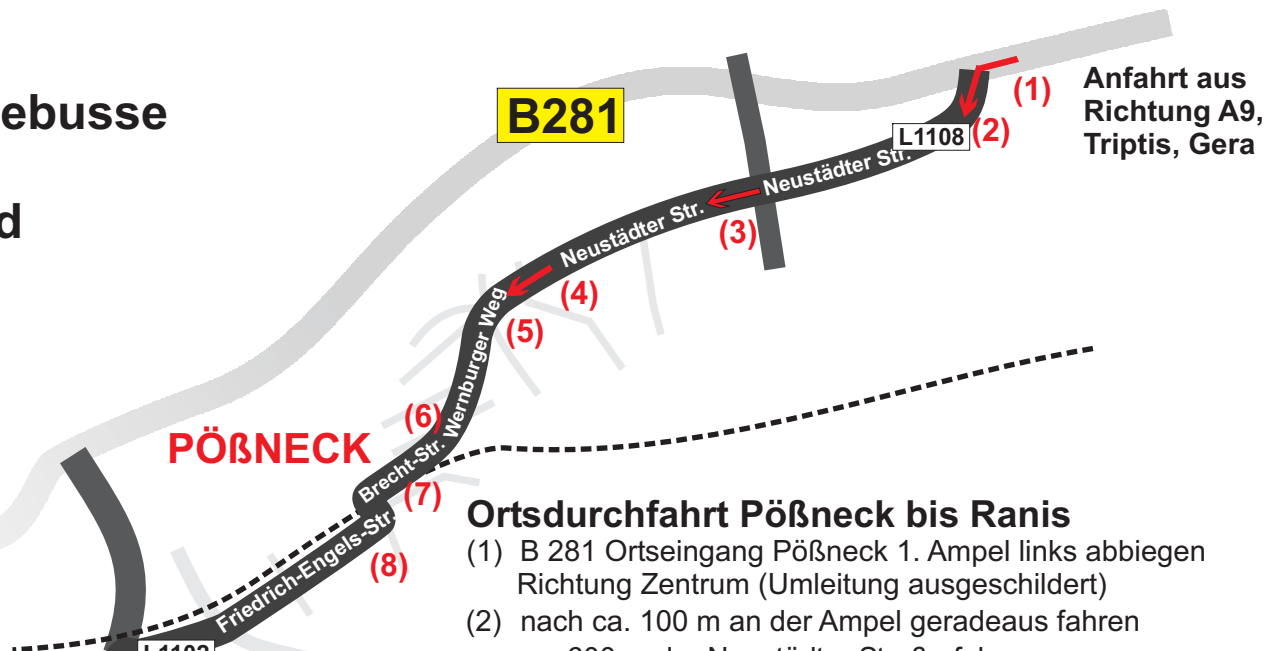 ebusse
d
B281
Anfahrt aus
Richtung A9,
Triptis, Gera
(1)
(2)
L1108
Neustädter Str.
(3)
Neustädter Str.
(4)
(5)
Wernburger Weg
(6)
PÖßNECK
Brecht-Str.
(7)
Friedrich-Engels-Str.
(8)
Ortsdurchfahrt Pößneck bis Ranis
(1) B 281 Ortseingang Pößneck 1. Ampel links abbiegen
Richtung Zentrum (Umleitung ausgeschildert)
(2) nach ca. 100 m an der Ampel geradeaus fahren